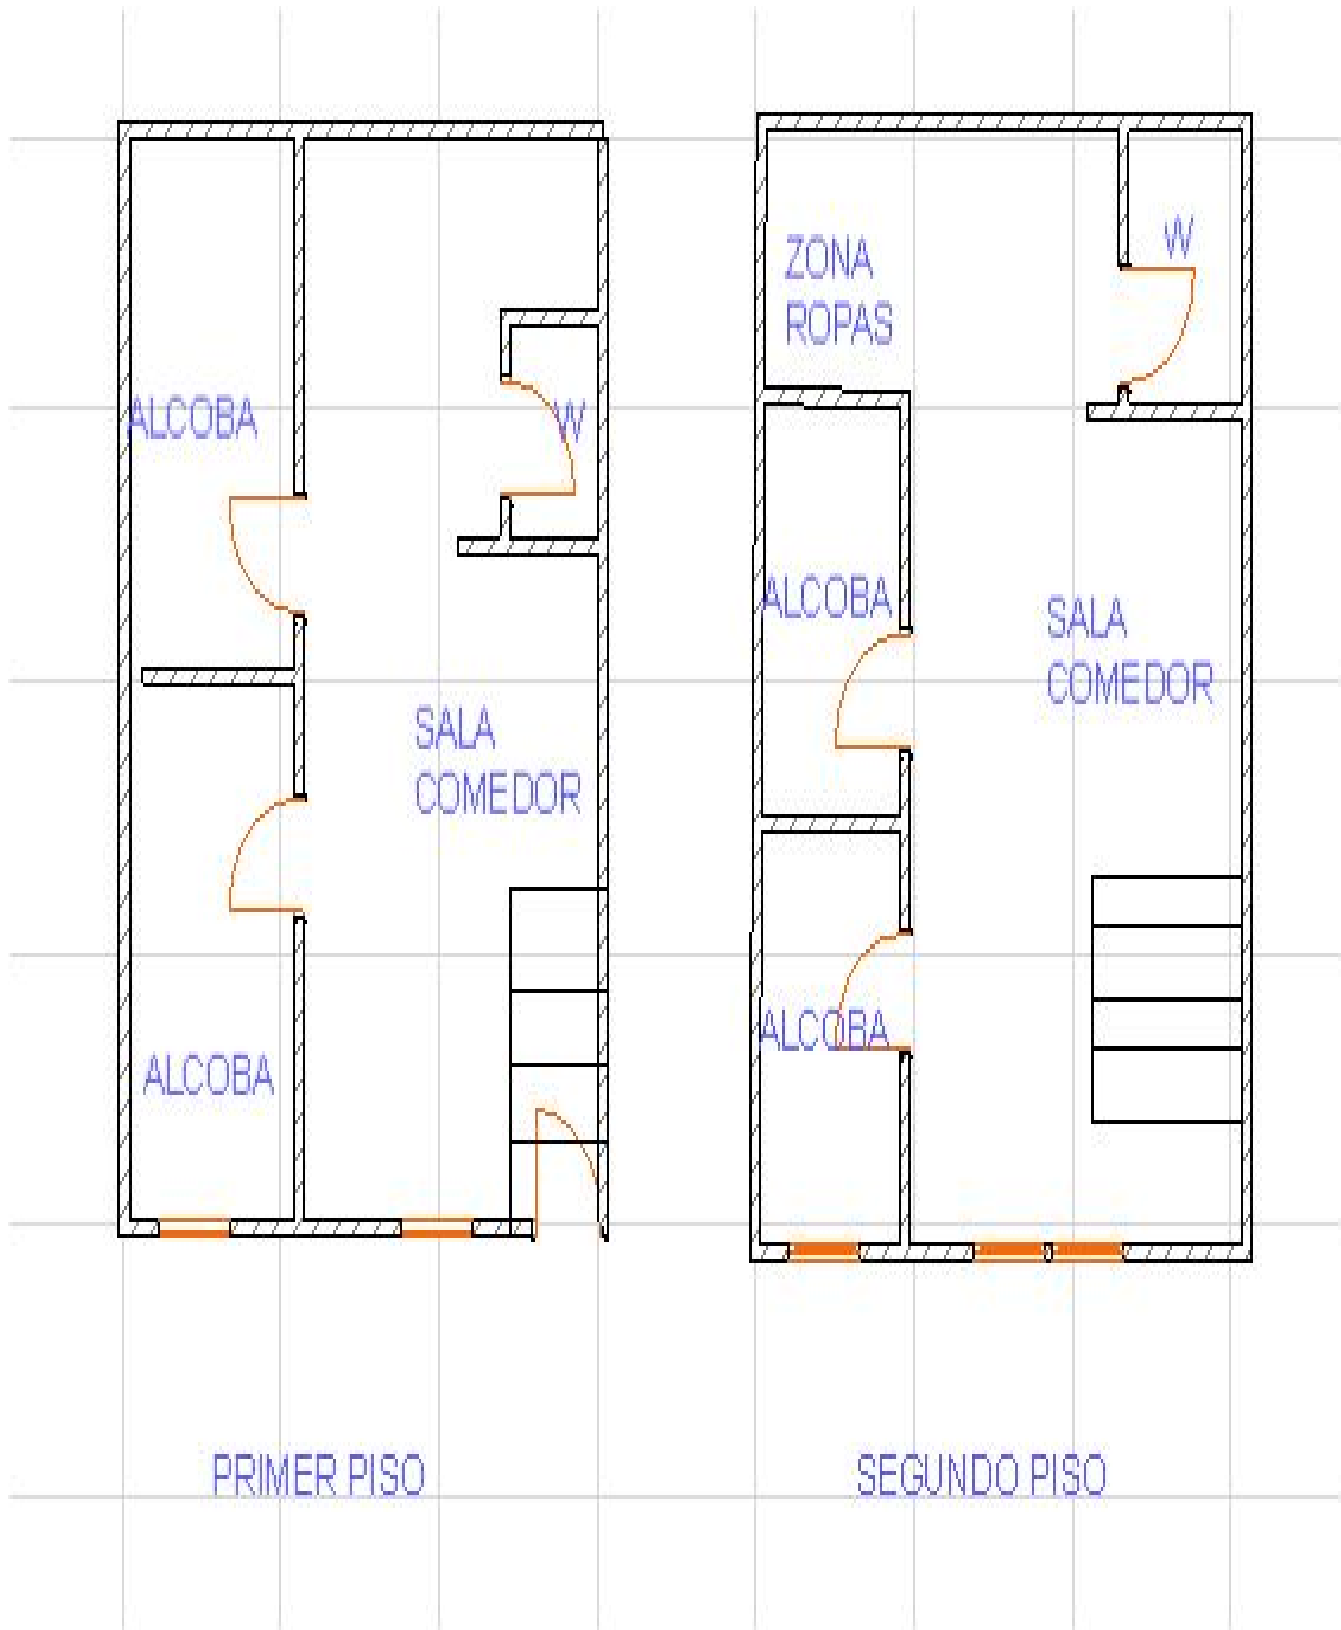 ALCOBA
W
SALA
COMEDOR
ALCOBA
PRIMER PISO
ZONA
ROPAS
W
ALCOBA
SALA
COMEDOR
ALCOBA
SEGUNDO PISO